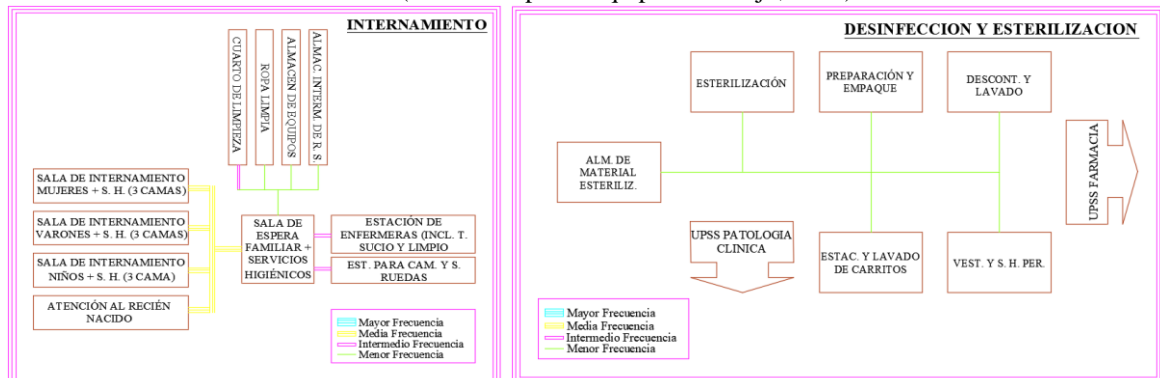 INTERNAMIENTO
CUARTO DE LIMPIEZA
ROPA LIMPIA
ALMACEN DE EQUIPOS
ALMAC. INTERM. DE R. S.
SALA DE INTERNAMIENTO
MUJERES + S. H. (3 CAMAS)
SALA DE INTERNAMIENTO
VARONES + S. H. (3 CAMAS)
SALA DE INTERNAMIENTO
NIÑOS + S. H. (3 CAMA)
ATENCIÓN AL RECIÉN
NACIDO
SALA DE
ESPERA
FAMILIAR +
SERVICIOS
HIGIÉNICOS
ESTACIÓN DE
ENFERMERAS (INCL. T.
SUCIO Y LIMPIO
EST. PARA CAM. Y S.
RUEDAS
Mayor Frecuencia
Media Frecuencia
Intermedio Frecuencia
Menor Frecuencia
DESINFECCION Y ESTERILIZACION
ESTERILIZACIÓN
PREPARACIÓN Y
EMPAQUE
DESCONT. Y
LAVADO
ALM. DE
MATERIAL
ESTERILIZ.
UPSS FARMACIA
UPSS PATOLOGIA
CLINICA
ESTAC. Y LAVADO
DE CARRITOS
VEST. Y S. H. PER.
Mayor Frecuencia
Media Frecuencia
Intermedio Frecuencia
Menor Frecuencia